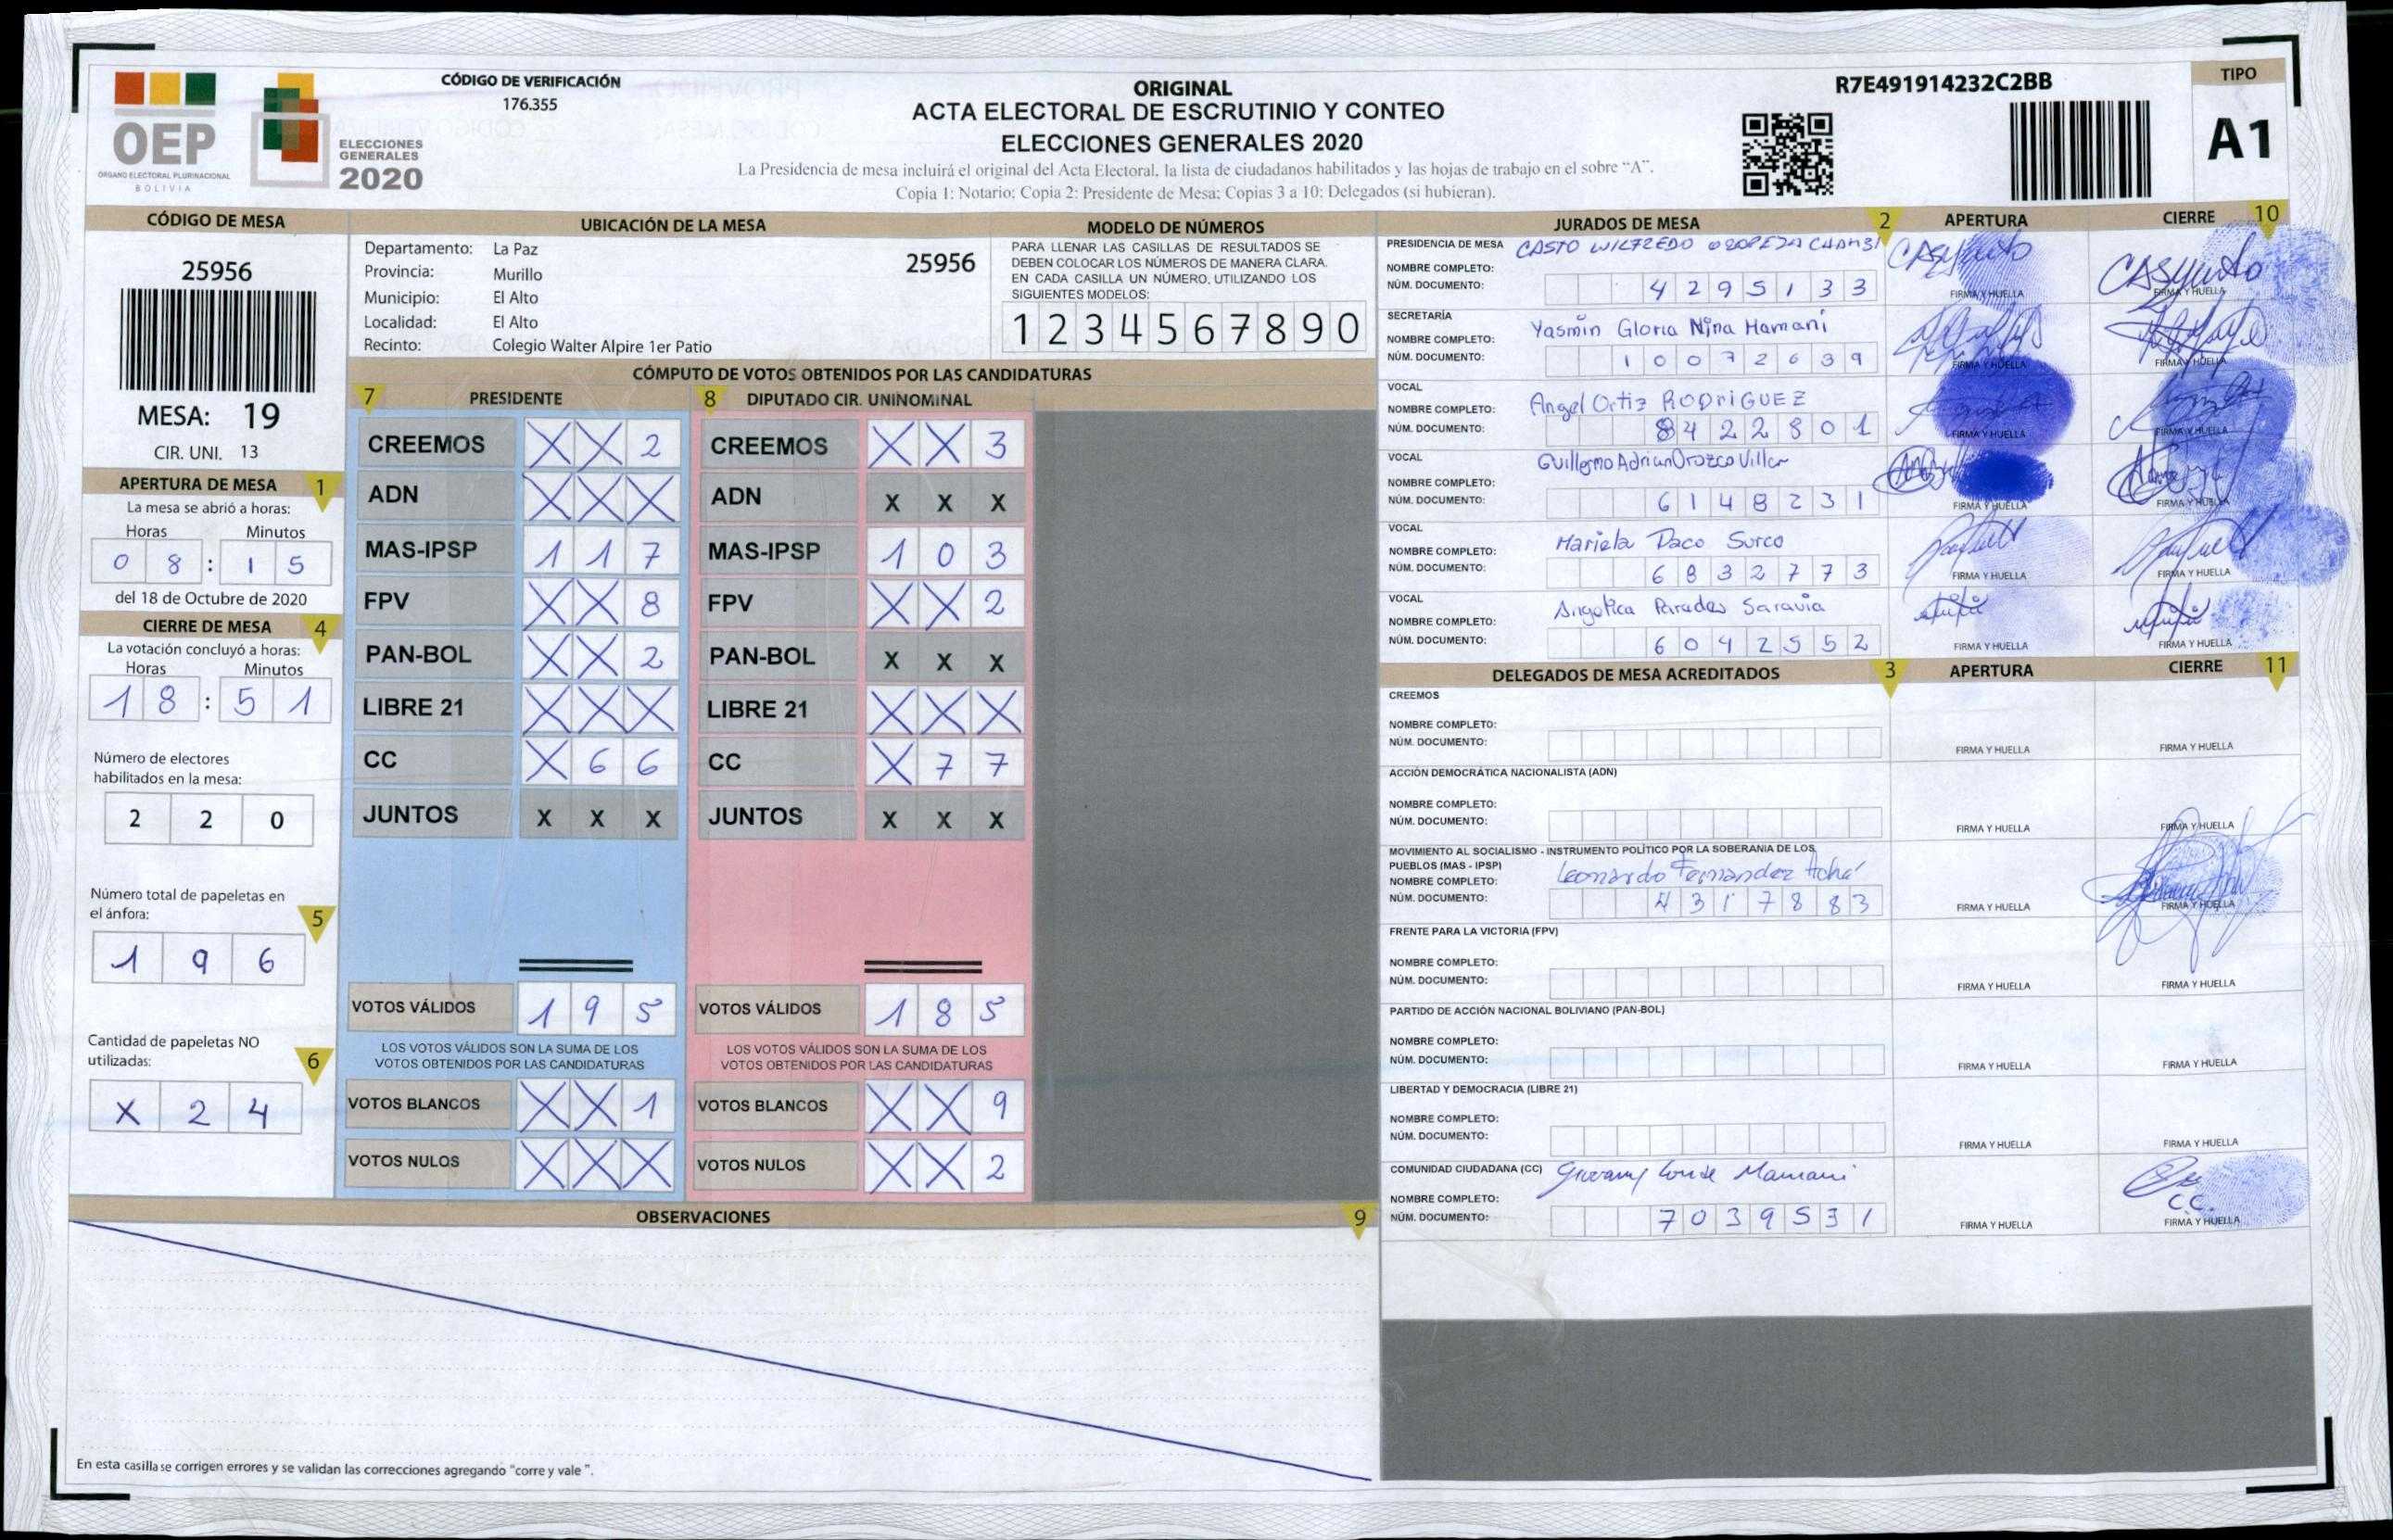 CÓDIGO DE VERIFICACIÓN
176.355
OEP
ÓRGANO ELECTORAL PLURINACIONAL
BOLIVIA
ELECCIONES
GENERALES
2020
ORIGINAL
ACTA ELECTORAL DE ESCRUTINIO Y CONTEO
ELECCIONES GENERALES 2020
La Presidencia de mesa incluirá el original del Acta Electoral, la lista de ciudadanos habilitados y las hojas de trabajo en el sobre “A”.
Copia 1: Notario; Copia 2: Presidente de Mesa; Copias 3 a 10: Delegados (si hubieran).
R7E491914232C2BB
TIPO
A1
CÓDIGO DE MESA
25956
MESA: 19
CIR. UNI. 13
APERTURA DE MESA 1
La mesa se abrió a horas:
Horas Minutos
0 8 : 1 5
del 18 de Octubre de 2020
CIERRE DE MESA 4
La votación concluyó a horas:
Horas Minutos
1 8 : 5 1
Número de electores
habilitados en la mesa:
2 2 0
Número total de papeletas en
el ánfora: 5
1 9 6
Cantidad de papeletas NO
utilizadas: 6
X 2 4
UBICACIÓN DE LA MESA
Departamento: La Paz
Provincia: Murillo
Municipio: El Alto
Localidad: El Alto
Recinto: Colegio Walter Alpire 1er Patio
25956
MODELO DE NÚMEROS
PARA LLENAR LAS CASILLAS DE RESULTADOS SE
DEBEN COLOCAR LOS NÚMEROS DE MANERA CLARA.
EN CADA CASILLA UN NÚMERO, UTILIZANDO LOS
SIGUIENTES MODELOS:
1 2 3 4 5 6 7 8 9 0
CÓMPUTO DE VOTOS OBTENIDOS POR LAS CANDIDATURAS
7 PRESIDENTE
CREEMOS X X 2
ADN X X X
MAS-IPSP 1 1 7
FPV X X 8
PAN-BOL X X 2
LIBRE 21 X X X
CC X 6 6
JUNTOS X X X
VOTOS VÁLIDOS 1 9 5
LOS VOTOS VÁLIDOS SON LA SUMA DE LOS
VOTOS OBTENIDOS POR LAS CANDIDATURAS
VOTOS BLANCOS X X 1
VOTOS NULOS X X X
8 DIPUTADO CIR. UNINOMINAL
CREEMOS X X 3
ADN X X X
MAS-IPSP 1 0 3
FPV X X 2
PAN-BOL X X X
LIBRE 21 X X X
CC X 7 7
JUNTOS X X X
VOTOS VÁLIDOS 1 8 5
LOS VOTOS VÁLIDOS SON LA SUMA DE LOS
VOTOS OBTENIDOS POR LAS CANDIDATURAS
VOTOS BLANCOS X X 9
VOTOS NULOS X X 2
OBSERVACIONES 9
En esta casilla se corrigen errores y se validan las correcciones agregando "corre y vale ".
JURADOS DE MESA 2 APERTURA CIERRE 10
PRESIDENCIA DE MESA CASTO WILFREDO OROPEZA CHAMBI
NOMBRE COMPLETO:
NÚM. DOCUMENTO: 4 2 9 5 1 3 3
FIRMA Y HUELLA FIRMA Y HUELLA
SECRETARÍA Yasmin Gloria Nina Mamani
NOMBRE COMPLETO:
NÚM. DOCUMENTO: 1 0 0 7 2 6 3 9
FIRMA Y HUELLA FIRMA Y HUELLA
VOCAL
NOMBRE COMPLETO: Angel Ortiz RODRIGUEZ
NÚM. DOCUMENTO: 8 4 2 2 8 0 1
FIRMA Y HUELLA FIRMA Y HUELLA
VOCAL Guillermo Adrian Orozco Villar
NOMBRE COMPLETO:
NÚM. DOCUMENTO: 6 1 4 8 2 3 1
FIRMA Y HUELLA FIRMA Y HUELLA
VOCAL
NOMBRE COMPLETO: Mariela Paco Surco
NÚM. DOCUMENTO: 6 8 3 2 7 7 3
FIRMA Y HUELLA FIRMA Y HUELLA
VOCAL
NOMBRE COMPLETO: Angelica Paredes Saravia
NÚM. DOCUMENTO: 6 0 4 2 5 5 2
FIRMA Y HUELLA FIRMA Y HUELLA
DELEGADOS DE MESA ACREDITADOS 3 APERTURA CIERRE 11
CREEMOS
NOMBRE COMPLETO:
NÚM. DOCUMENTO:
FIRMA Y HUELLA FIRMA Y HUELLA
ACCIÓN DEMOCRÁTICA NACIONALISTA (ADN)
NOMBRE COMPLETO:
NÚM. DOCUMENTO:
FIRMA Y HUELLA FIRMA Y HUELLA
MOVIMIENTO AL SOCIALISMO - INSTRUMENTO POLÍTICO POR LA SOBERANIA DE LOS
PUEBLOS (MAS - IPSP)
NOMBRE COMPLETO: Leonardo Fernandez Aché
NÚM. DOCUMENTO: 4 3 1 7 8 8 3
FIRMA Y HUELLA FIRMA Y HUELLA
FRENTE PARA LA VICTORIA (FPV)
NOMBRE COMPLETO:
NÚM. DOCUMENTO:
FIRMA Y HUELLA FIRMA Y HUELLA
PARTIDO DE ACCIÓN NACIONAL BOLIVIANO (PAN-BOL)
NOMBRE COMPLETO:
NÚM. DOCUMENTO:
FIRMA Y HUELLA FIRMA Y HUELLA
LIBERTAD Y DEMOCRACIA (LIBRE 21)
NOMBRE COMPLETO:
NÚM. DOCUMENTO:
FIRMA Y HUELLA FIRMA Y HUELLA
COMUNIDAD CIUDADANA (CC) Giovany Conde Mamani
NOMBRE COMPLETO:
NÚM. DOCUMENTO: 7 0 3 9 5 3 1
C.C.
FIRMA Y HUELLA FIRMA Y HUELLA